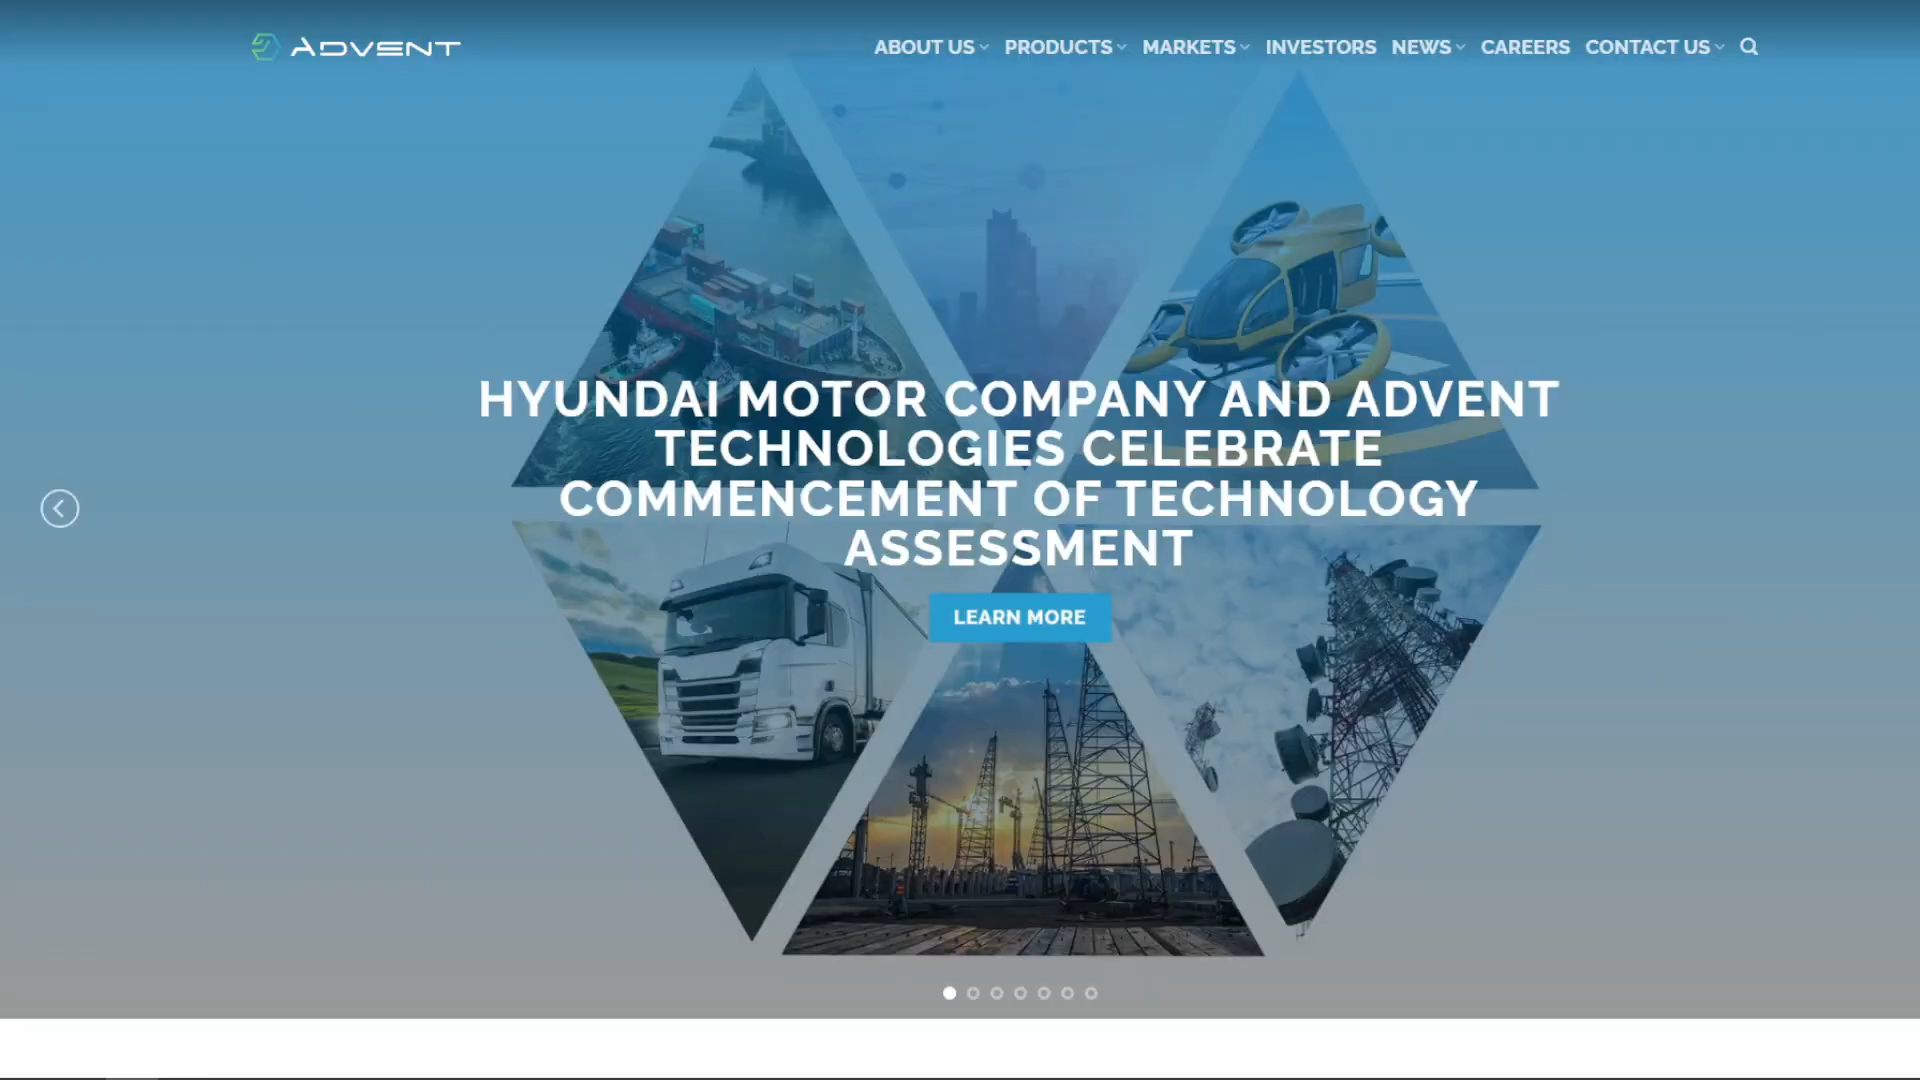 ADVENT
ABOUT US PRODUCTS MARKETS INVESTORS NEWS CAREERS CONTACT US
HYUNDAI MOTOR COMPANY AND ADVENT
TECHNOLOGIES CELEBRATE
COMMENCEMENT OF TECHNOLOGY
ASSESSMENT
LEARN MORE